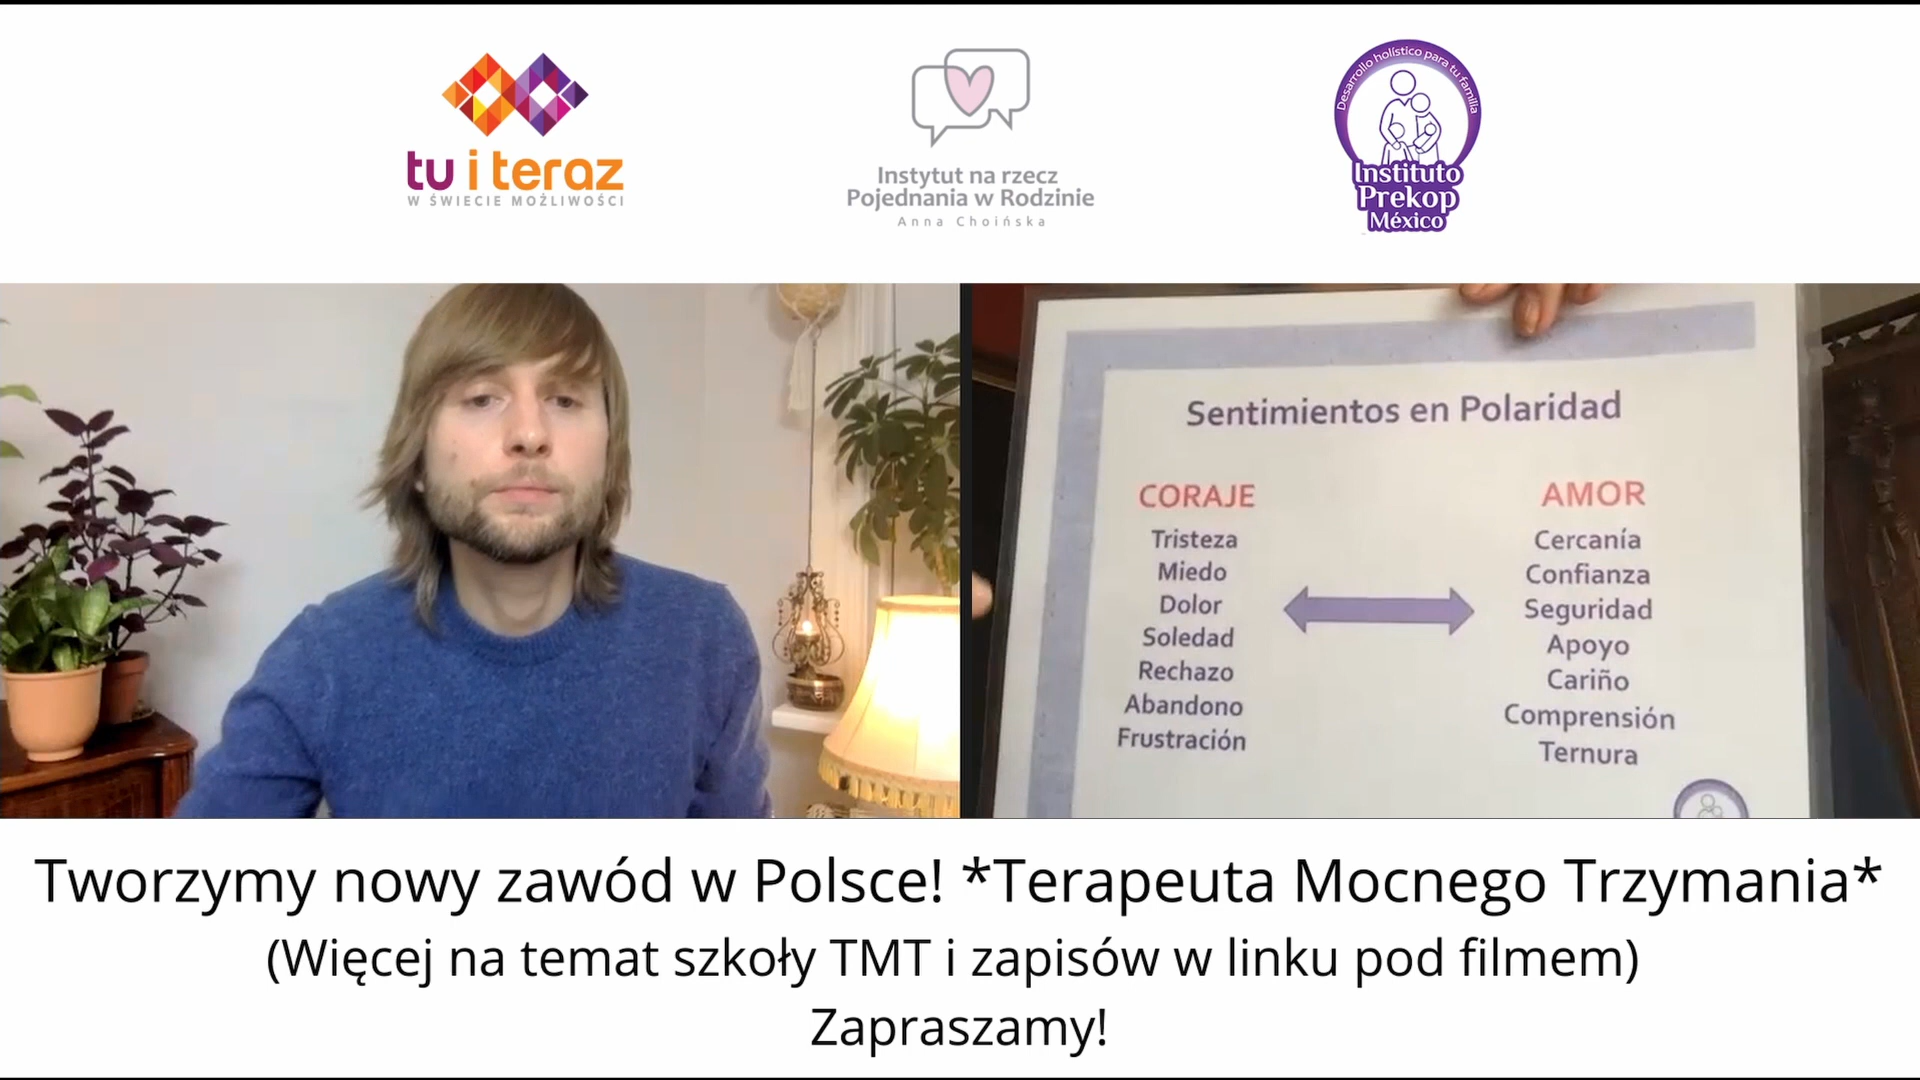 tu i teraz
W ŚWIECIE MOŻLIWOŚCI
Instytut na rzecz
Pojednania w Rodzinie
Anna Choińska
Desarrollo holístico para tu familia
Instituto
Prekop
México
Sentimientos en Polaridad
CORAJE
Tristeza
Miedo
Dolor
Soledad
Rechazo
Abandono
Frustración
AMOR
Cercanía
Confianza
Seguridad
Apoyo
Cariño
Comprensión
Ternura
Tworzymy nowy zawód w Polsce! *Terapeuta Mocnego Trzymania*
(Więcej na temat szkoły TMT i zapisów w linku pod filmem)
Zapraszamy!